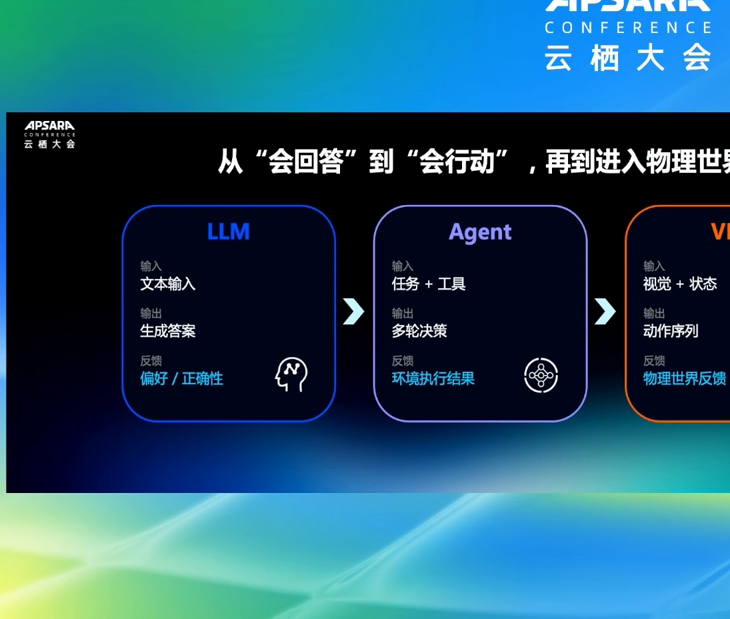 APSARA
CONFERENCE
云栖大会
APSARA
CONFERENCE
云栖大会
从“会回答”到“会行动”，再到进入物理世界
LLM
输入
文本输入
输出
生成答案
反馈
偏好 / 正确性
Agent
输入
任务 + 工具
输出
多轮决策
反馈
环境执行结果
输入
视觉 + 状态
输出
动作序列
反馈
物理世界反馈